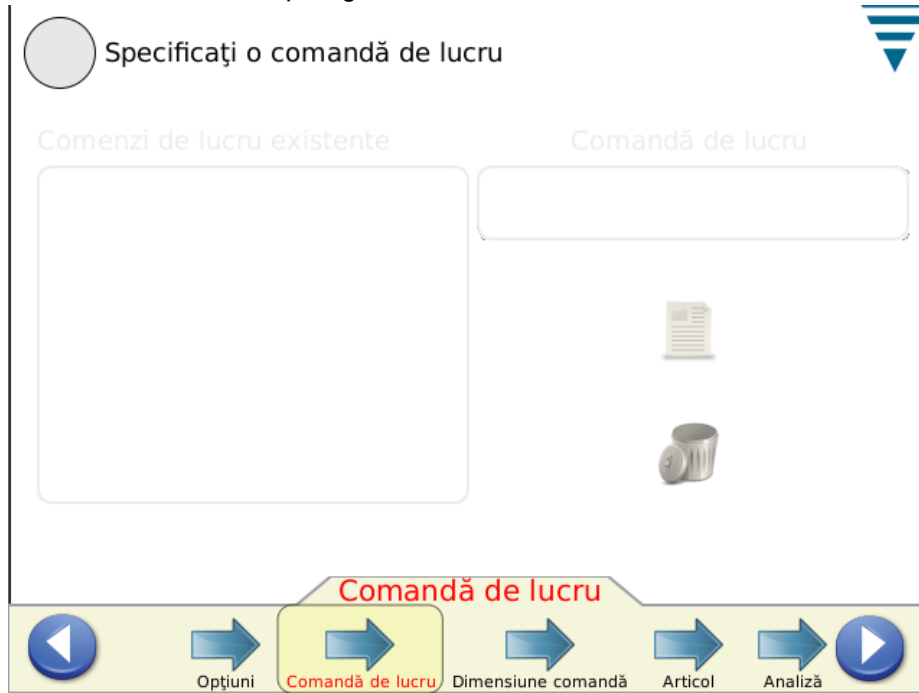 Specificaţi o comandă de lucru
Comenzi de lucru existente
Comandă de lucru
Comandă de lucru
Opţiuni
Comandă de lucru
Dimensiune comandă
Articol
Analiză